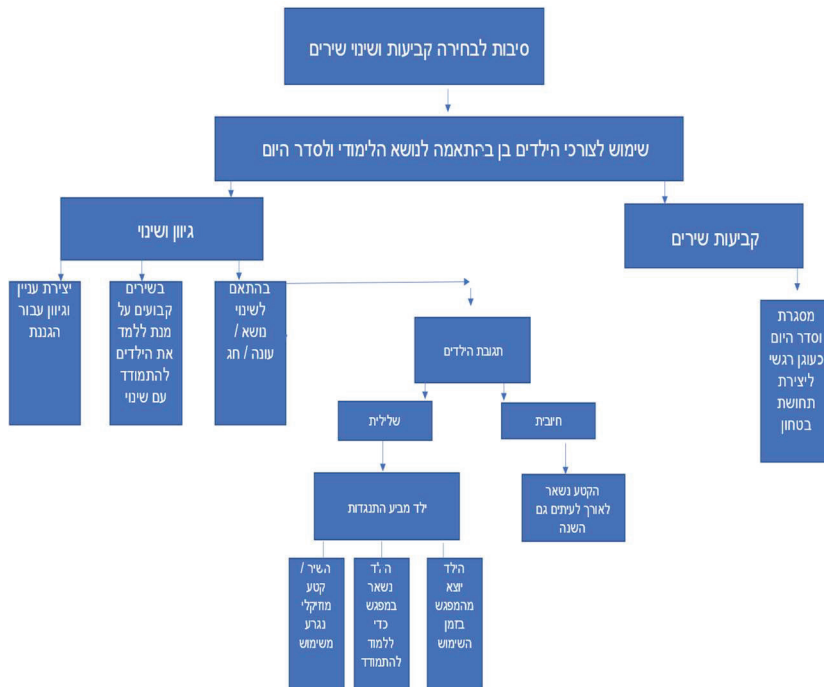 סיבות לבחירה קביעות ושינוי שירים
שימוש לצורכי הילדים בן בהתאמה לנושא הלימודי ולסדר היום
קביעות שירים
גיוון ושינוי
מסגרת
וסדר היום
כעוגן רגשי
ליצירת
תחושת
בטחון
בהתאם
לשינוי
נושא /
עונה / חג
בשירים
קבועים על
מנת ללמד
את הילדים
להתמודד
עם שינוי
יצירת עניין
וגיוון עבור
הגננת
תגובת הילדים
חיובית
שלילית
הקטע נשאר
לאורך לעיתים גם
השנה
ילד מביע התנגדות
הילד
יוצא
מהמפגש
בזמן
השימוש
נשאר
במפגש
כדי
ללמוד
להתמודד
השיר /
קטע
מוזיקלי
נגרע
משימוש